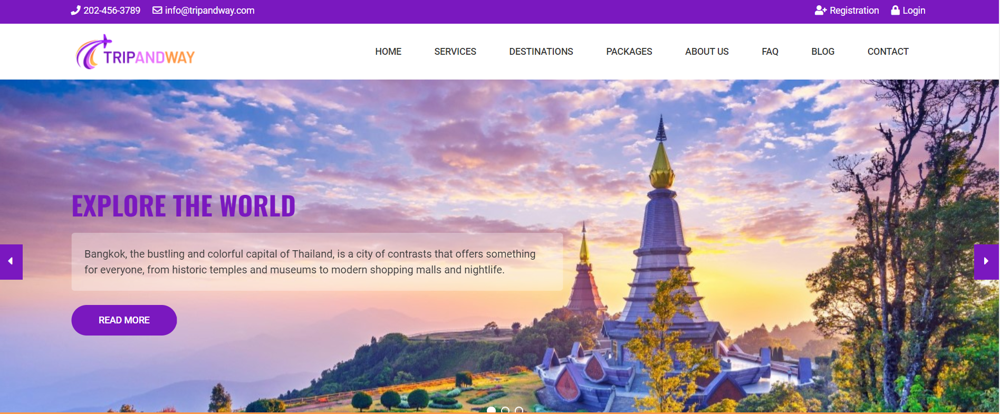 202-456-3789 info@tripandway.com Registration Login
TRIPANDWAY HOME SERVICES DESTINATIONS PACKAGES ABOUT US FAQ BLOG CONTACT
EXPLORE THE WORLD
Bangkok, the bustling and colorful capital of Thailand, is a city of contrasts that offers something
for everyone, from historic temples and museums to modern shopping malls and nightlife.
READ MORE